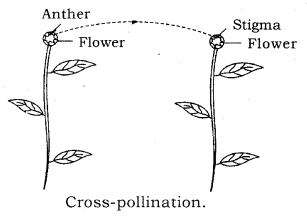 Anther
Flower
Stigma
Flower
Cross-pollination.